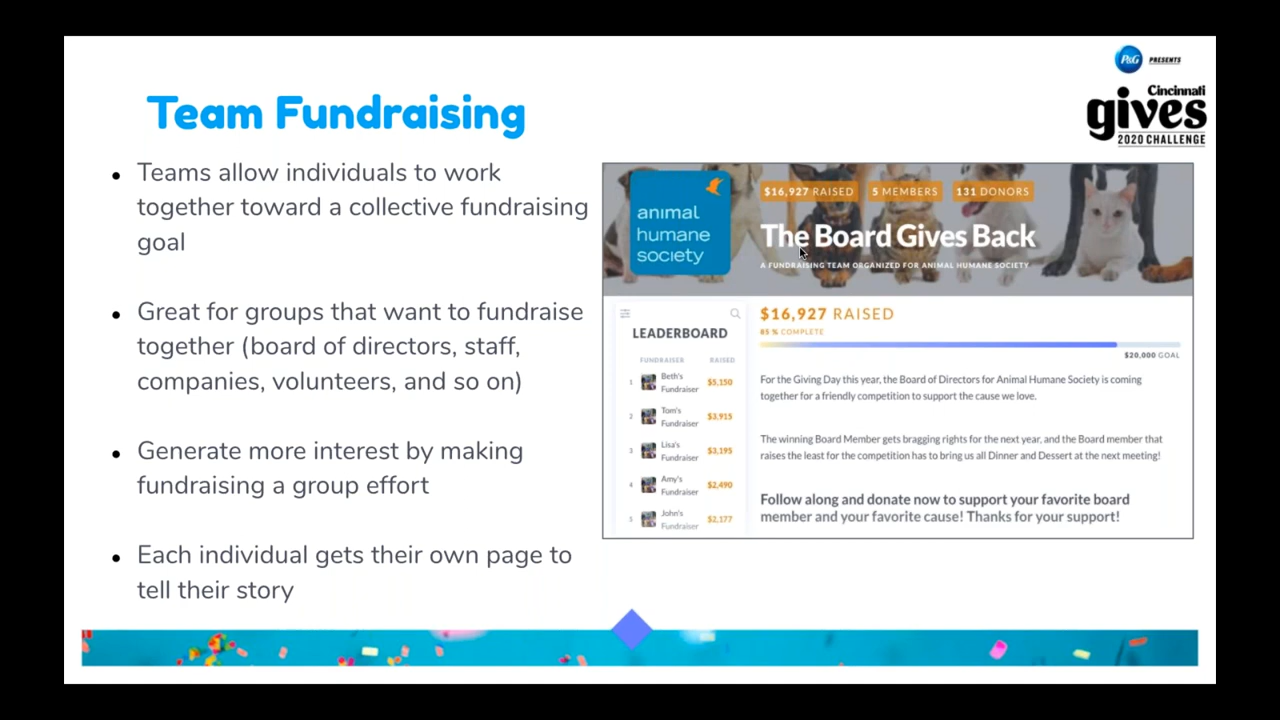 P&G PRESENTS
Cincinnati
gives
2020 CHALLENGE
Team Fundraising
Teams allow individuals to work
together toward a collective fundraising
goal
Great for groups that want to fundraise
together (board of directors, staff,
companies, volunteers, and so on)
Generate more interest by making
fundraising a group effort
Each individual gets their own page to
tell their story
animal
humane
society
$16,927 RAISED
5 MEMBERS
131 DONORS
The Board Gives Back
A FUNDRAISING TEAM ORGANIZED FOR ANIMAL HUMANE SOCIETY
LEADERBOARD
FUNDRAISER RAISED
1 Beth's
Fundraiser
$5,150
2 Tom's
Fundraiser
$3,915
3 Lisa's
Fundraiser
$3,195
4 Amy's
Fundraiser
$2,490
5 John's
Fundraiser
$2,177
$16,927 RAISED
85 % COMPLETE
$20,000 GOAL
For the Giving Day this year, the Board of Directors for Animal Humane Society is coming
together for a friendly competition to support the cause we love.
The winning Board Member gets bragging rights for the next year, and the Board member that
raises the least for the competition has to bring us all Dinner and Dessert at the next meeting!
Follow along and donate now to support your favorite board
member and your favorite cause! Thanks for your support!